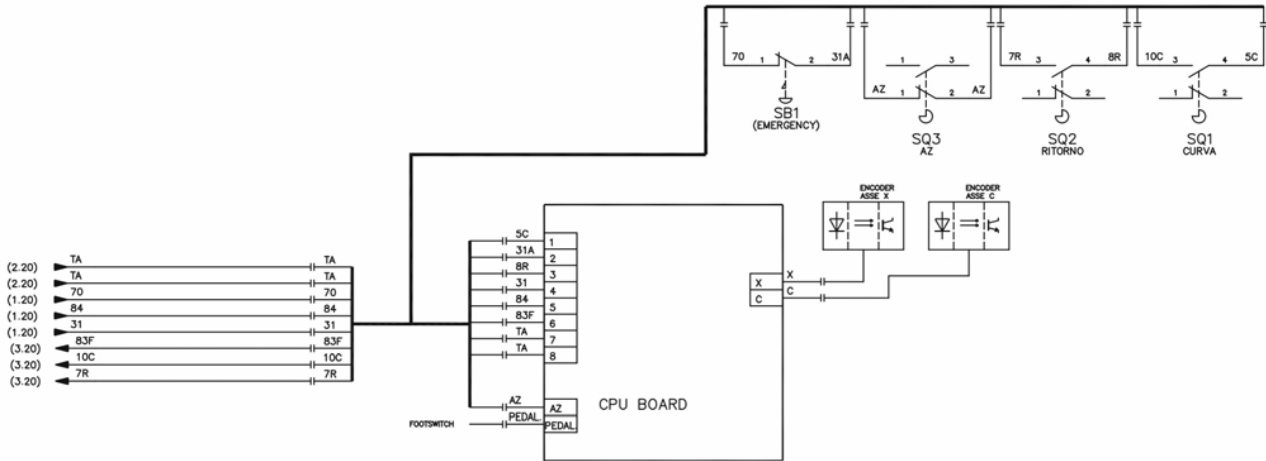 70 1 2 31A
SB1
(EMERGENCY)
1 3
AZ 1 2 AZ
SQ3
AZ
7R 3 4 8R
1 2
SQ2
RITORNO
10C 3 4 5C
1 2
SQ1
CURVA
ENCODER
ASSE X
ENCODER
ASSE C
(2.20) TA TA
(2.20) TA TA
(1.20) 70 70
(1.20) 84 84
(1.20) 31 31
(3.20) 83F 83F
(3.20) 10C 10C
(3.20) 7R 7R
5C 1
31A 2
8R 3
31 4
84 5
83F 6
TA 7
TA 8
X X
C C
AZ AZ
FOOTSWITCH PEDAL. PEDAL.
CPU BOARD